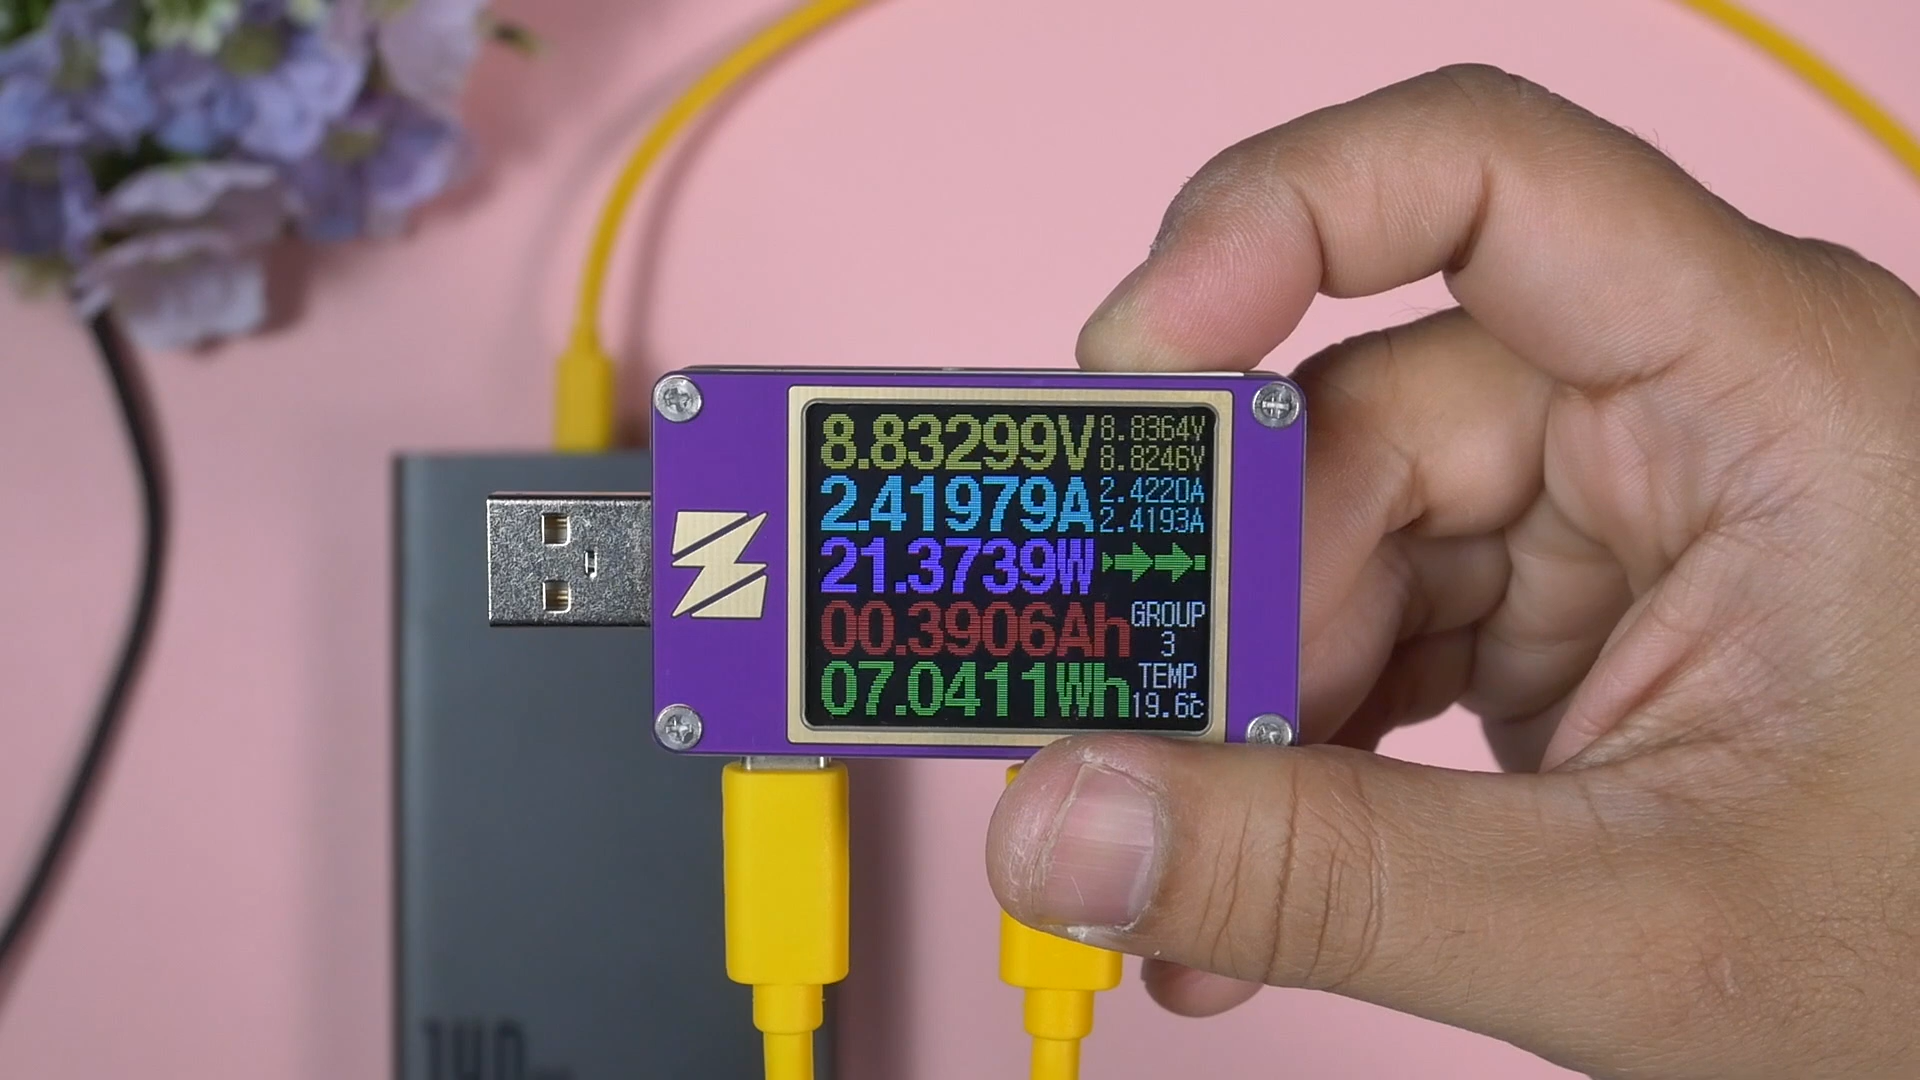 8.83299V 8.8364V
8.8246V
2.41979A 2.4220A
2.4193A
21.3739W
00.3906Ah GROUP
3
07.0411Wh TEMP
19.6c
140